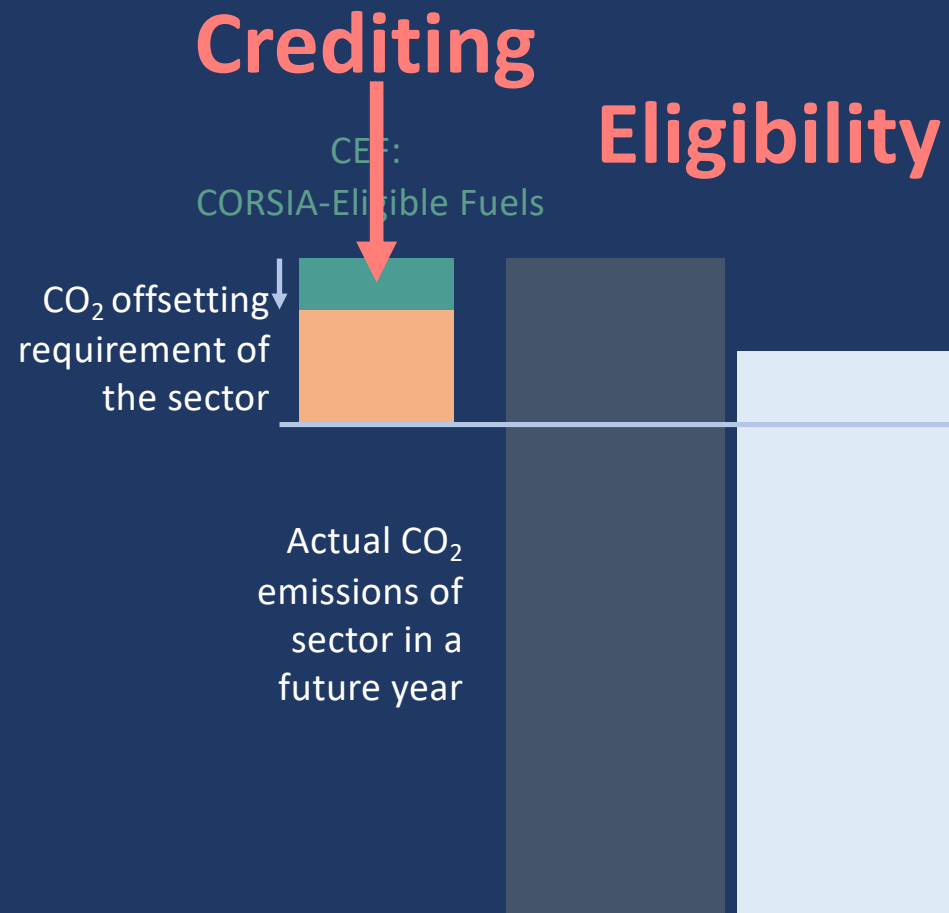 Crediting
Eligibility
CEF:
CORSIA-Eligible Fuels
CO₂ offsetting
requirement of
the sector
Actual CO₂
emissions of
sector in a
future year